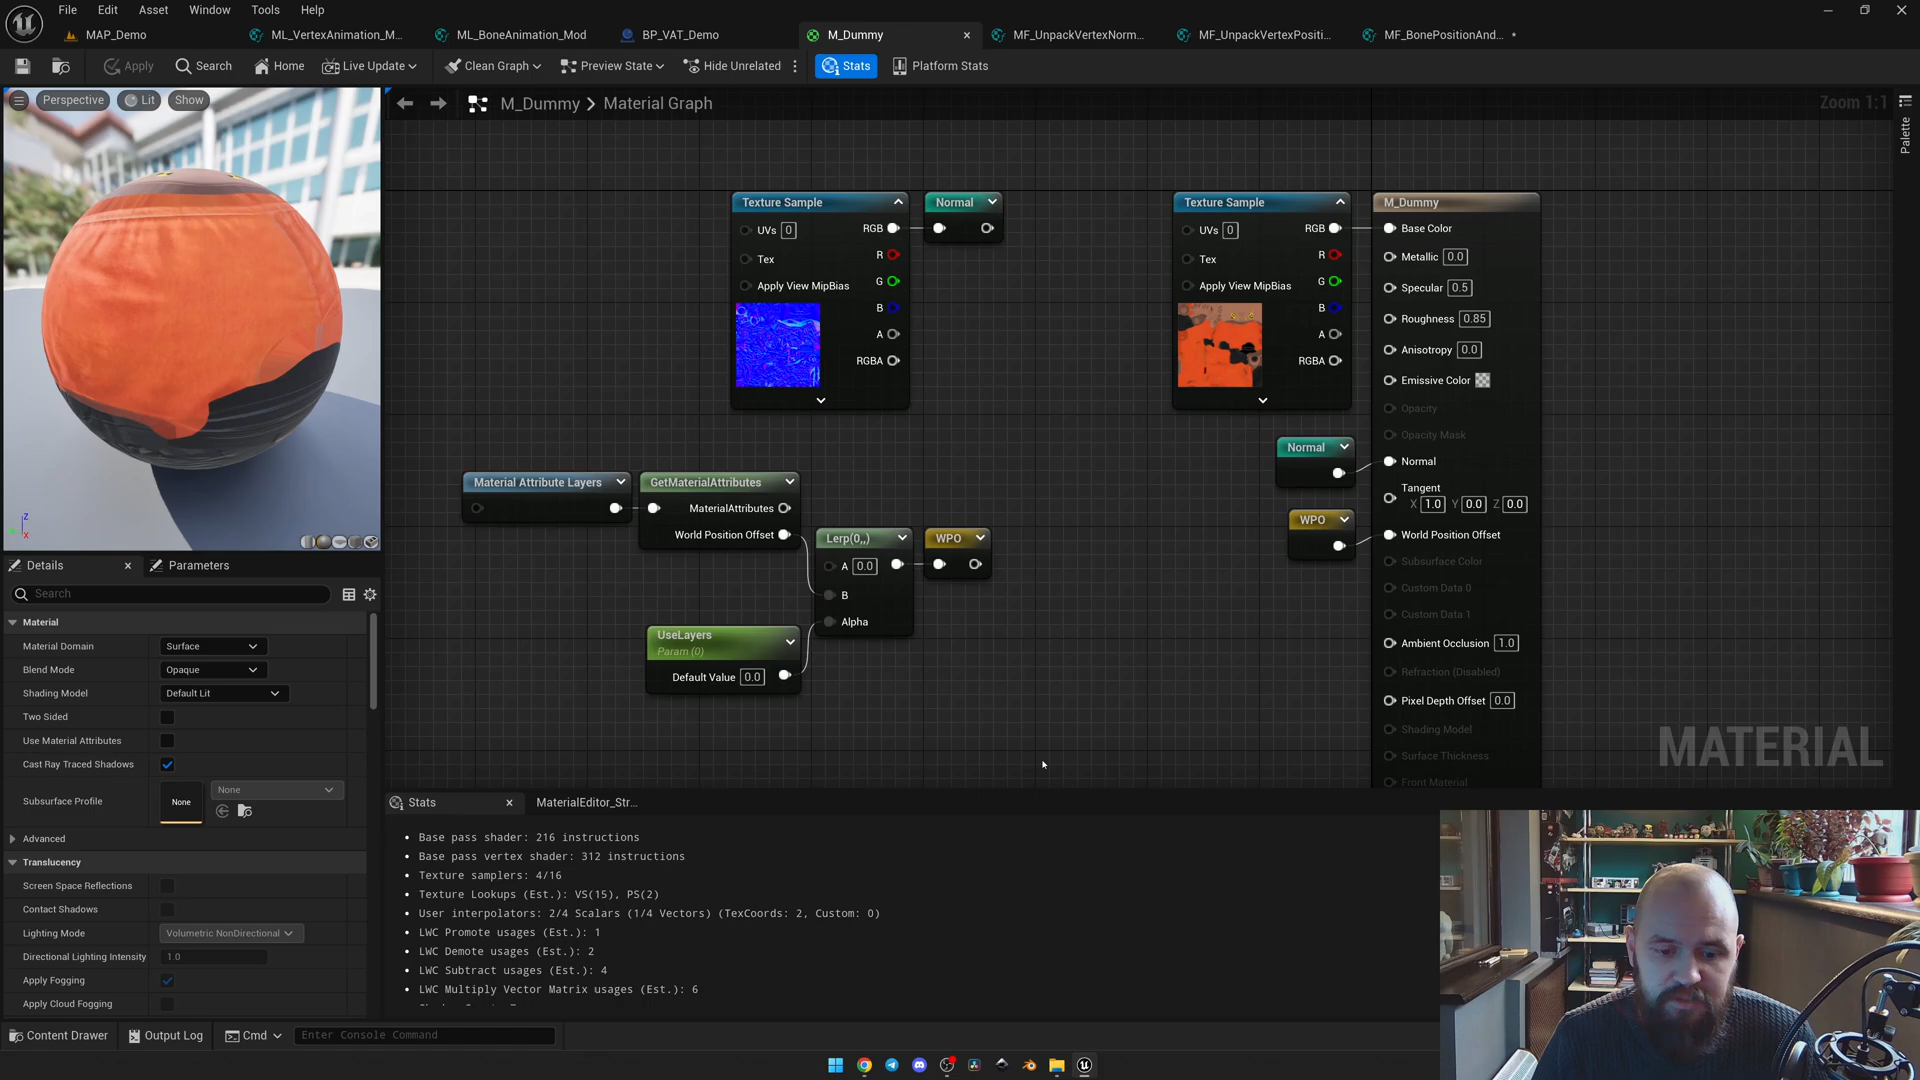 File Edit Asset Window Tools Help
MAP_Demo ML_VertexAnimation_M... ML_BoneAnimation_Mod BP_VAT_Demo M_Dummy MF_UnpackVertexNorm... MF_UnpackVertexPositi... MF_BonePositionAnd...
Apply Search Home Live Update Clean Graph Preview State Hide Unrelated Stats Platform Stats
Perspective Lit Show
M_Dummy > Material Graph
Zoom 1:1
Palette
Texture Sample
UVs 0 RGB
R
Tex
G
Apply View MipBias
B
A
RGBA
Normal
Texture Sample
UVs 0 RGB
R
Tex
G
Apply View MipBias
B
A
RGBA
M_Dummy
Base Color
Metallic 0.0
Specular 0.5
Roughness 0.85
Anisotropy 0.0
Emissive Color
Opacity
Opacity Mask
Normal
Tangent
X 1.0 Y 0.0 Z 0.0
World Position Offset
Subsurface Color
Custom Data 0
Custom Data 1
Ambient Occlusion 1.0
Refraction (Disabled)
Pixel Depth Offset 0.0
Shading Model
Surface Thickness
Front Material
Normal
WPO
Material Attribute Layers
GetMaterialAttributes
MaterialAttributes
World Position Offset
Lerp(0,,)
A 0.0
B
Alpha
WPO
UseLayers
Param (0)
Default Value 0.0
MATERIAL
Z
X
Details Parameters
Search
Material
Material Domain Surface
Blend Mode Opaque
Shading Model Default Lit
Two Sided
Use Material Attributes
Cast Ray Traced Shadows
Subsurface Profile None None
Advanced
Translucency
Screen Space Reflections
Contact Shadows
Lighting Mode Volumetric NonDirectional
Directional Lighting Intensity 1.0
Apply Fogging
Apply Cloud Fogging
Stats MaterialEditor_Str...
• Base pass shader: 216 instructions
• Base pass vertex shader: 312 instructions
• Texture samplers: 4/16
• Texture Lookups (Est.): VS(15), PS(2)
• User interpolators: 2/4 Scalars (1/4 Vectors) (TexCoords: 2, Custom: 0)
• LWC Promote usages (Est.): 1
• LWC Demote usages (Est.): 2
• LWC Subtract usages (Est.): 4
• LWC Multiply Vector Matrix usages (Est.): 6
Content Drawer Output Log Cmd Enter Console Command